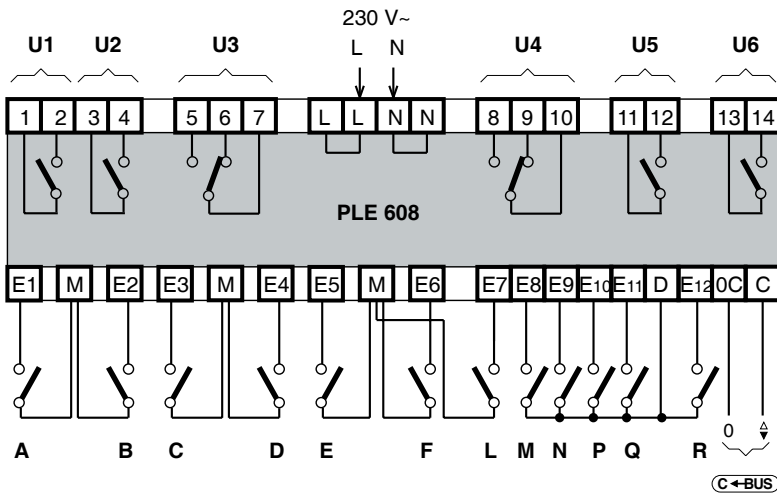 230 V~
U1 U2 U3 L N U4 U5 U6
1 2 3 4 5 6 7 L L N N 8 9 10 11 12 13 14
PLE 608
E1 M E2 E3 M E4 E5 M E6 E7 E8 E9 E10 E11 D E12 0C C
0
A B C D E F L M N P Q R
C BUS